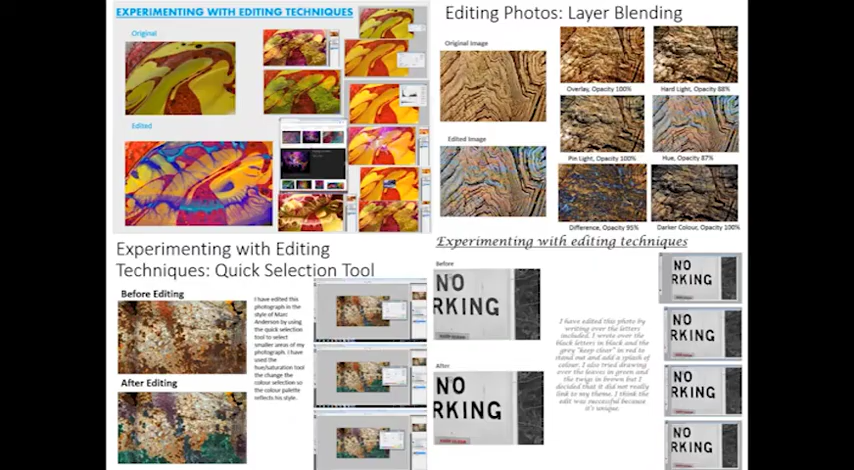 EXPERIMENTING WITH EDITING TECHNIQUES
Original
Edited
Editing Photos: Layer Blending
Original Image
Edited Image
Overlay, Opacity 100%
Hard Light, Opacity 88%
Pin Light, Opacity 100%
Hue, Opacity 87%
Difference, Opacity 95%
Darker Colour, Opacity 100%
Experimenting with Editing
Techniques: Quick Selection Tool
Before Editing
After Editing
I have edited this
photograph in the
style of Marc
Anderson by using
the quick selection
tool to select
smaller areas of my
photograph. I have
used the
hue/saturation tool
the change the
colour selection so
the colour palette
reflects his style.
Experimenting with editing techniques
Before
NO
RKING
After
NO
RKING
I have edited this photo by
writing over the letters
included. I wrote over the
black letters in black and the
grey "keep clear" in red to
stand out and add a splash of
colour. I also tried drawing
over the leaves in green and
the twigs in brown but I
decided that it did not really
link to my theme. I think the
edit was successful because
it's unique.
NO
RKING
NO
RKING
NO
RKING
NO
RKING